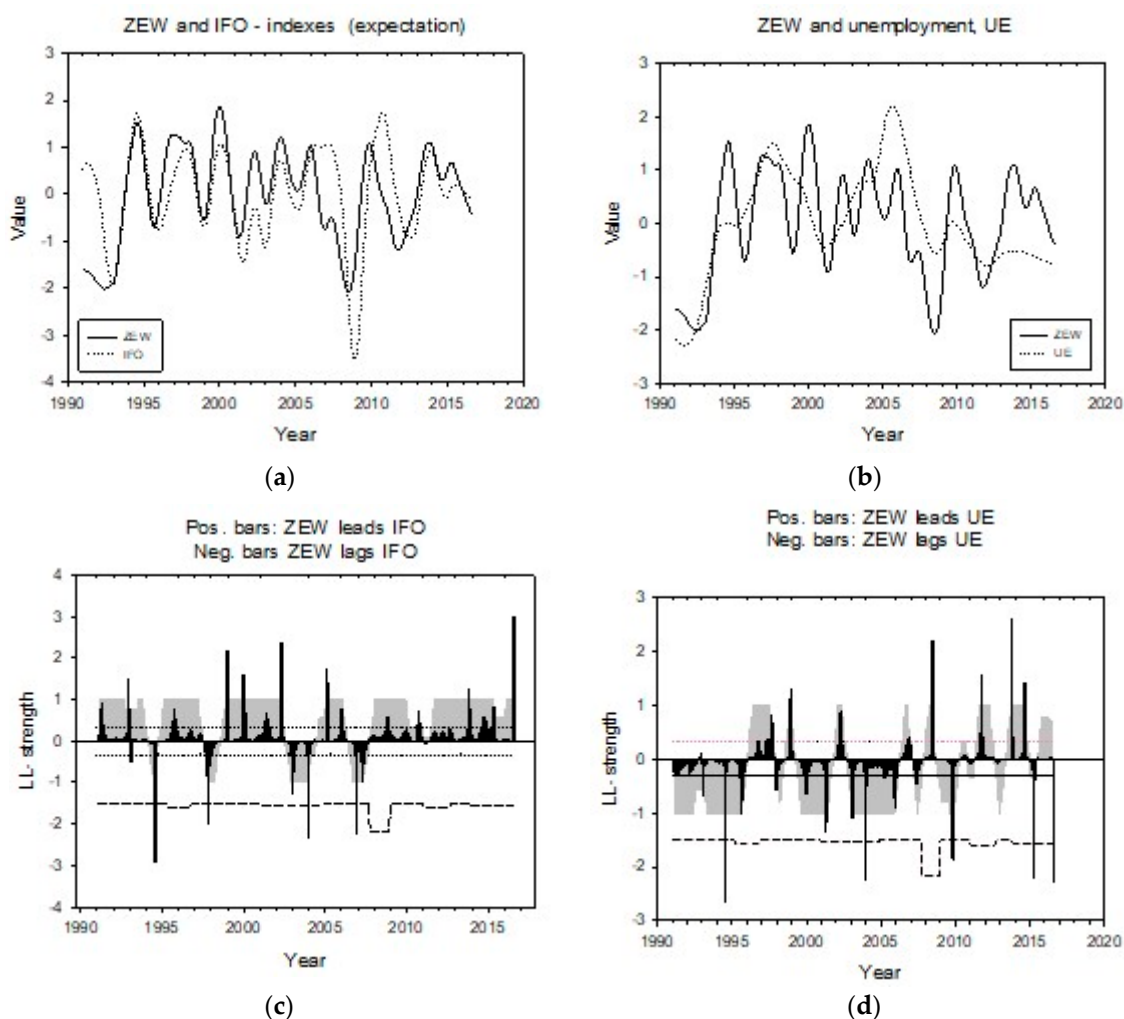 ZEW and IFO - indexes (expectation)
3
2
1
0
-1
-2
-3
-4
Value
ZEW
IFO
1990 1995 2000 2005 2010 2015 2020
Year
(a)
ZEW and unemployment, UE
3
2
1
0
-1
-2
-3
Value
ZEW
UE
1990 1995 2000 2005 2010 2015 2020
Year
(b)
Pos. bars: ZEW leads IFO
Neg. bars ZEW lags IFO
4
3
2
1
0
-1
-2
-3
-4
LL- strength
1990 1995 2000 2005 2010 2015
Year
(c)
Pos. bars: ZEW leads UE
Neg. bars: ZEW lags UE
3
2
1
0
-1
-2
-3
LL- strength
1990 1995 2000 2005 2010 2015 2020
Year
(d)